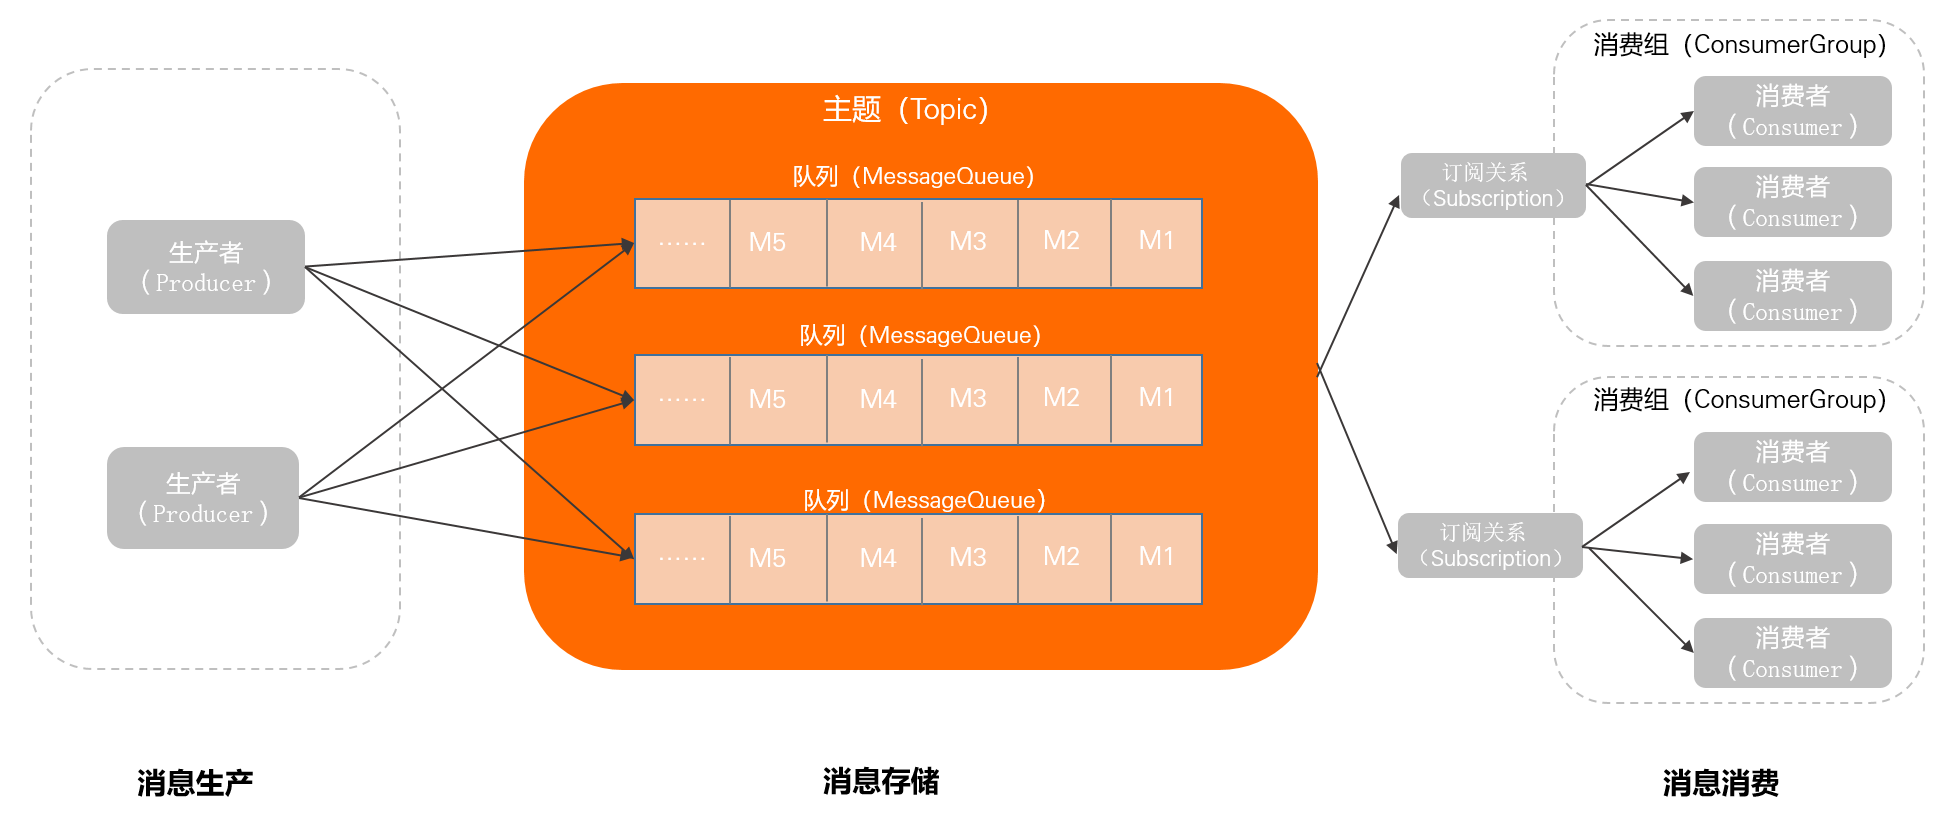 生产者
（Producer）
生产者
（Producer）
消息生产
主题（Topic）
队列（MessageQueue）
…… M5 M4 M3 M2 M1
队列（MessageQueue）
…… M5 M4 M3 M2 M1
队列（MessageQueue）
…… M5 M4 M3 M2 M1
消息存储
订阅关系
（Subscription）
消费组（ConsumerGroup）
消费者
（Consumer）
消费者
（Consumer）
消费者
（Consumer）
订阅关系
（Subscription）
消费组（ConsumerGroup）
消费者
（Consumer）
消费者
（Consumer）
消费者
（Consumer）
消息消费